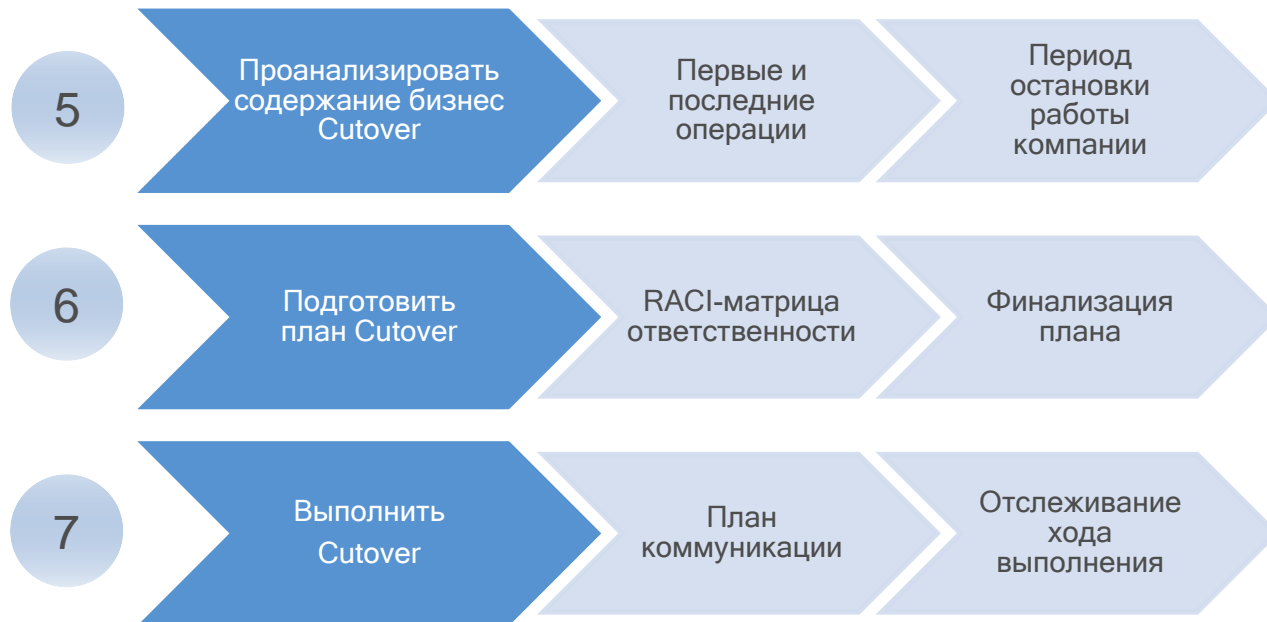 5
Проанализировать
содержание бизнес
Cutover
Первые и
последние
операции
Период
остановки
работы
компании
6
Подготовить
план Cutover
RACI-матрица
ответственности
Финализация
плана
7
Выполнить
Cutover
План
коммуникации
Отслеживание
хода
выполнения